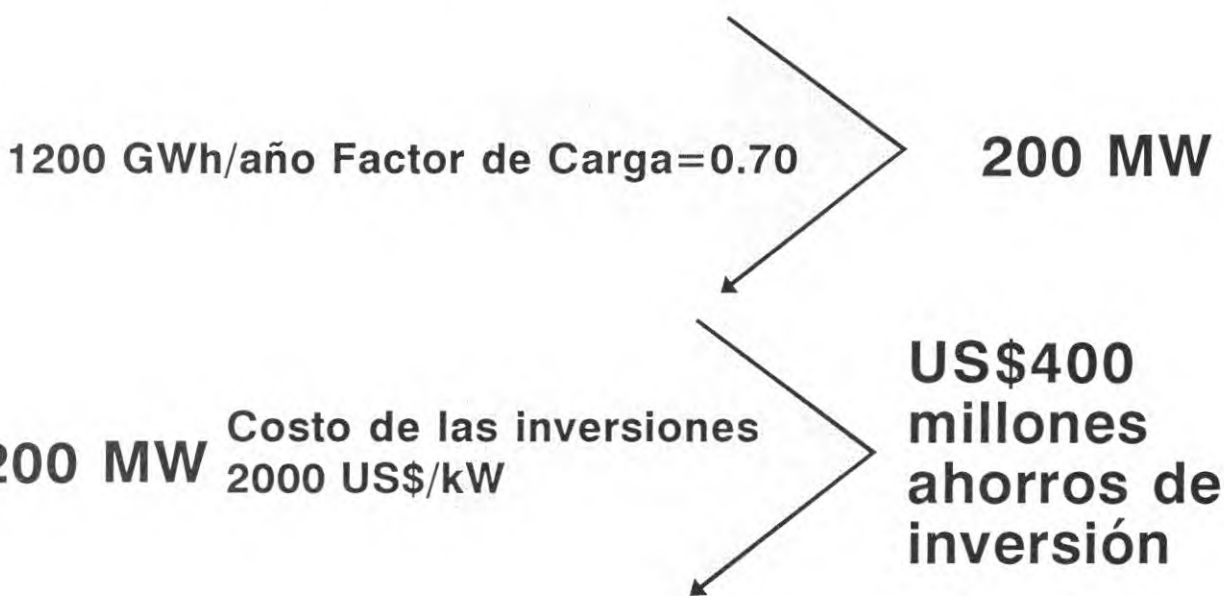 1200 GWh/año Factor de Carga=0.70
200 MW
200 MW
Costo de las inversiones
2000 US$/kW
US$400
millones
ahorros de
inversión